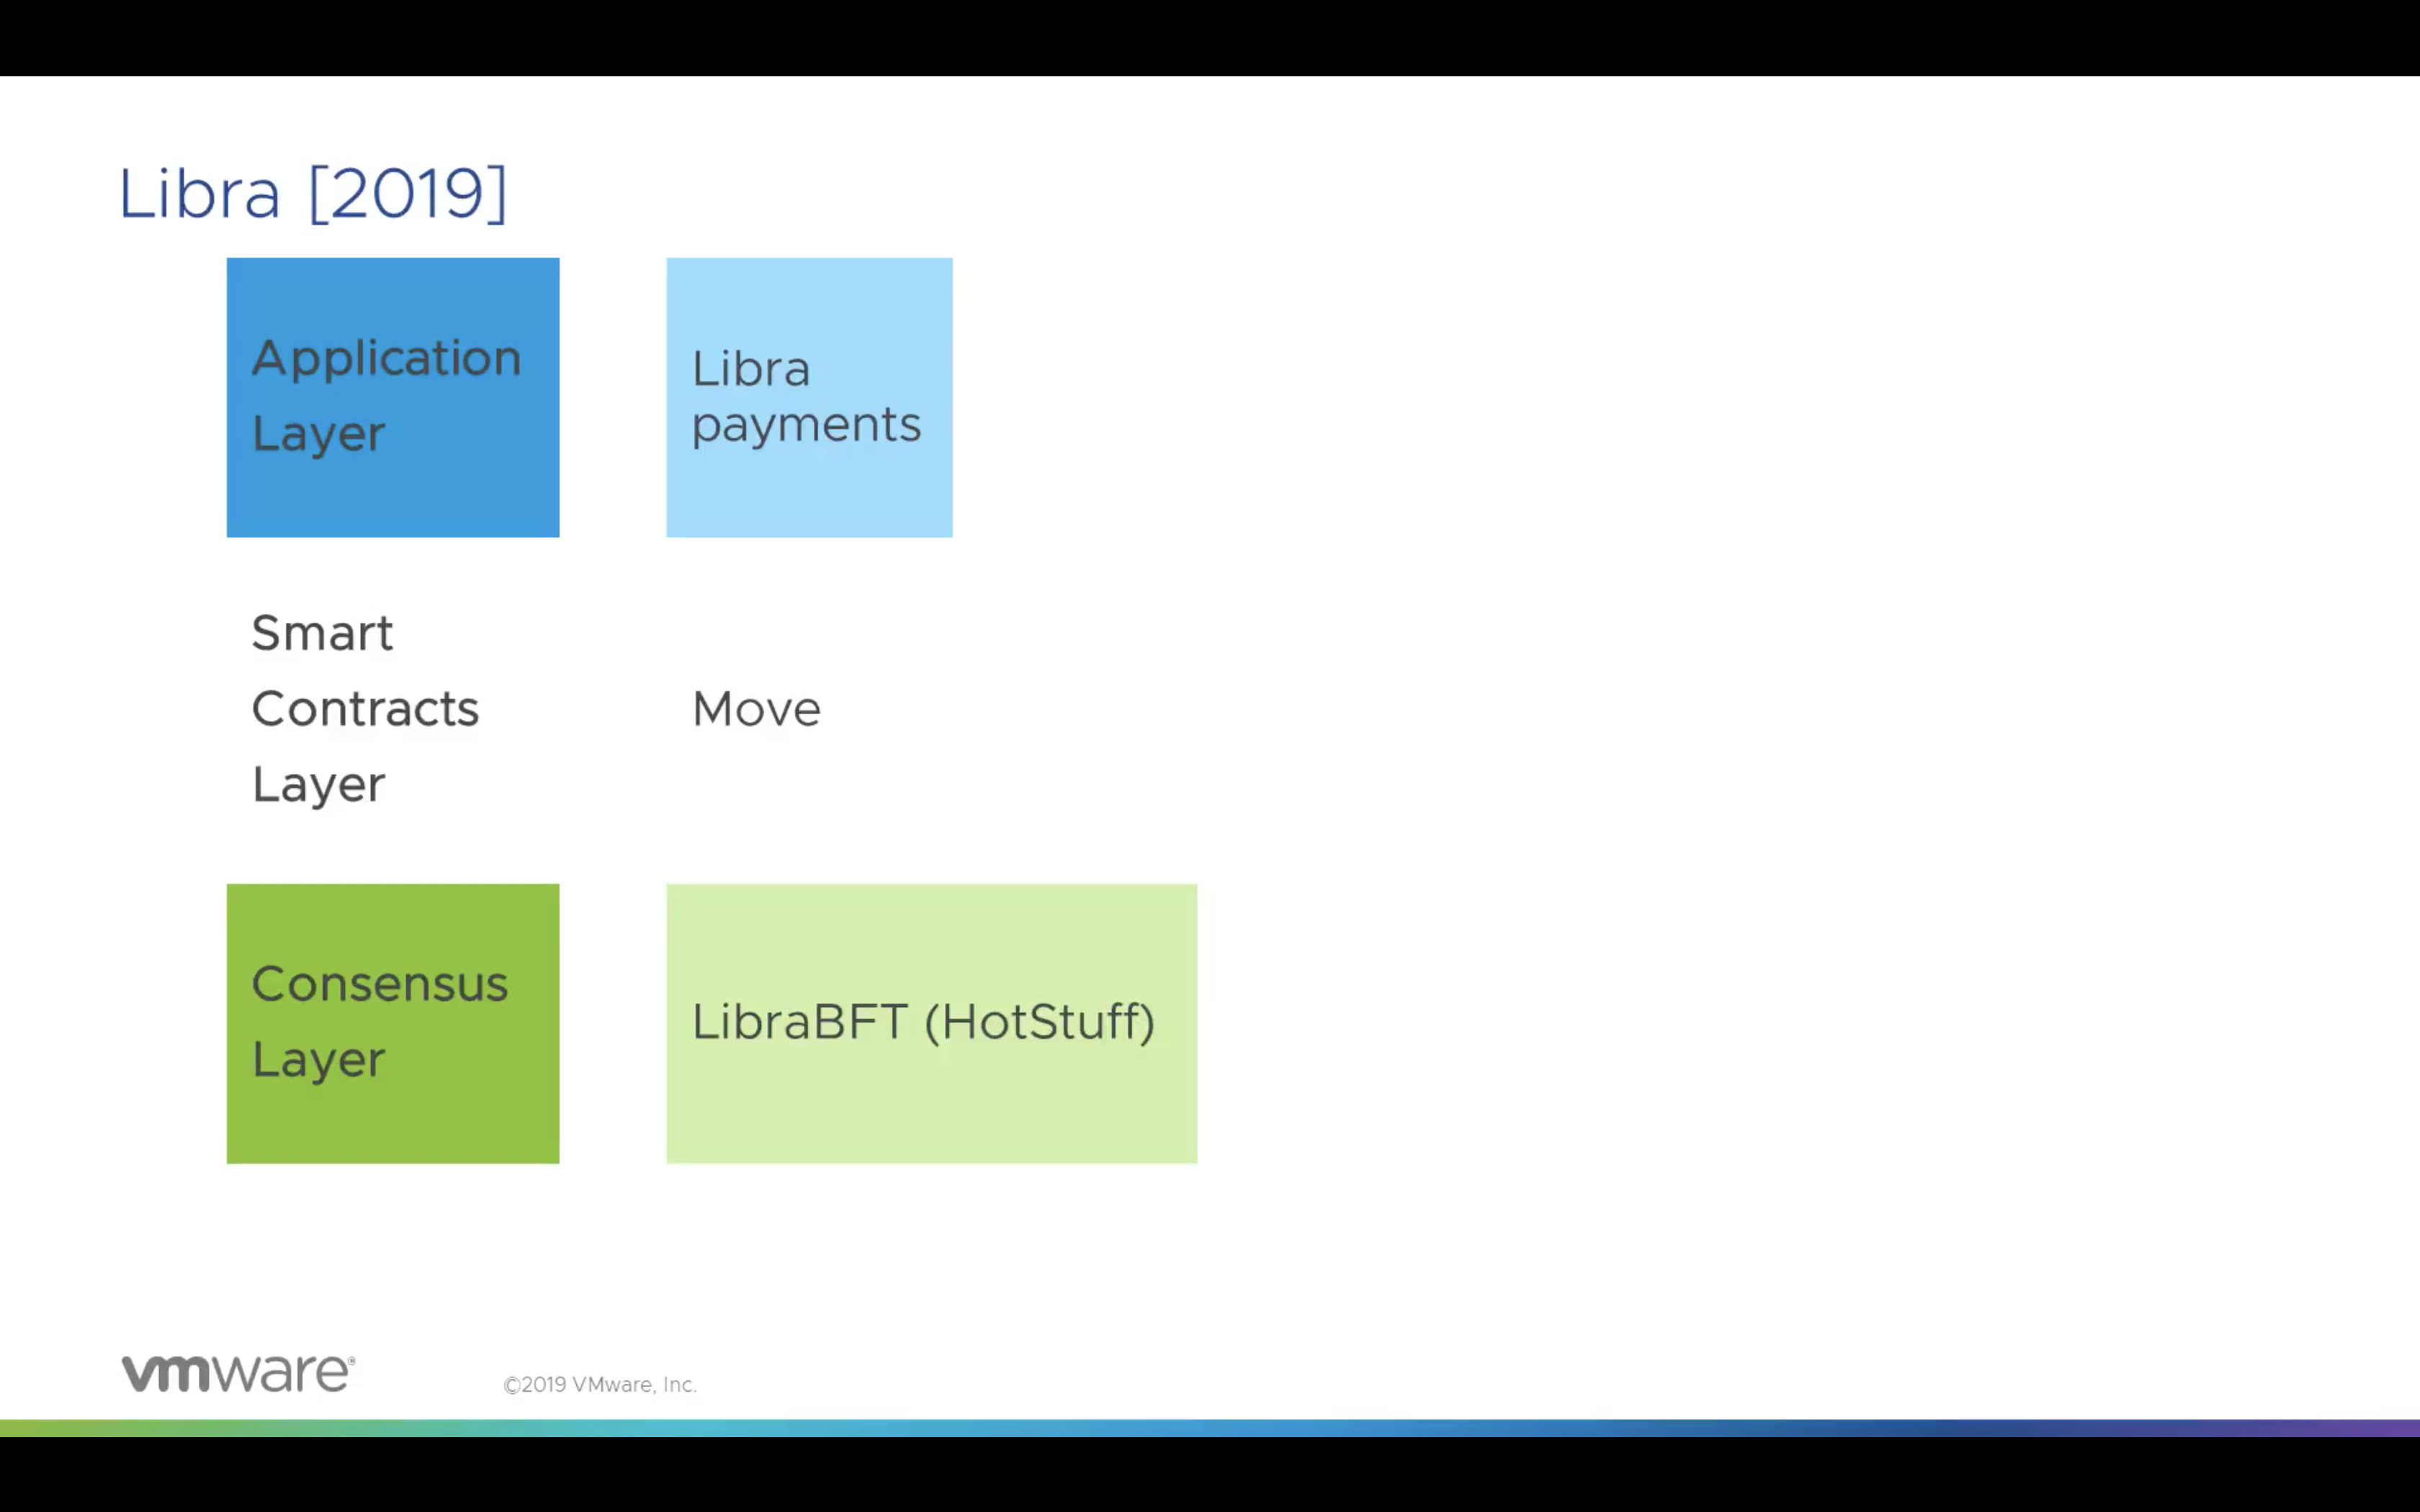 Libra [2019]
Application
Layer
Libra
payments
Smart
Contracts
Layer
Move
Consensus
Layer
LibraBFT (HotStuff)
vmware®
©2019 VMware, Inc.